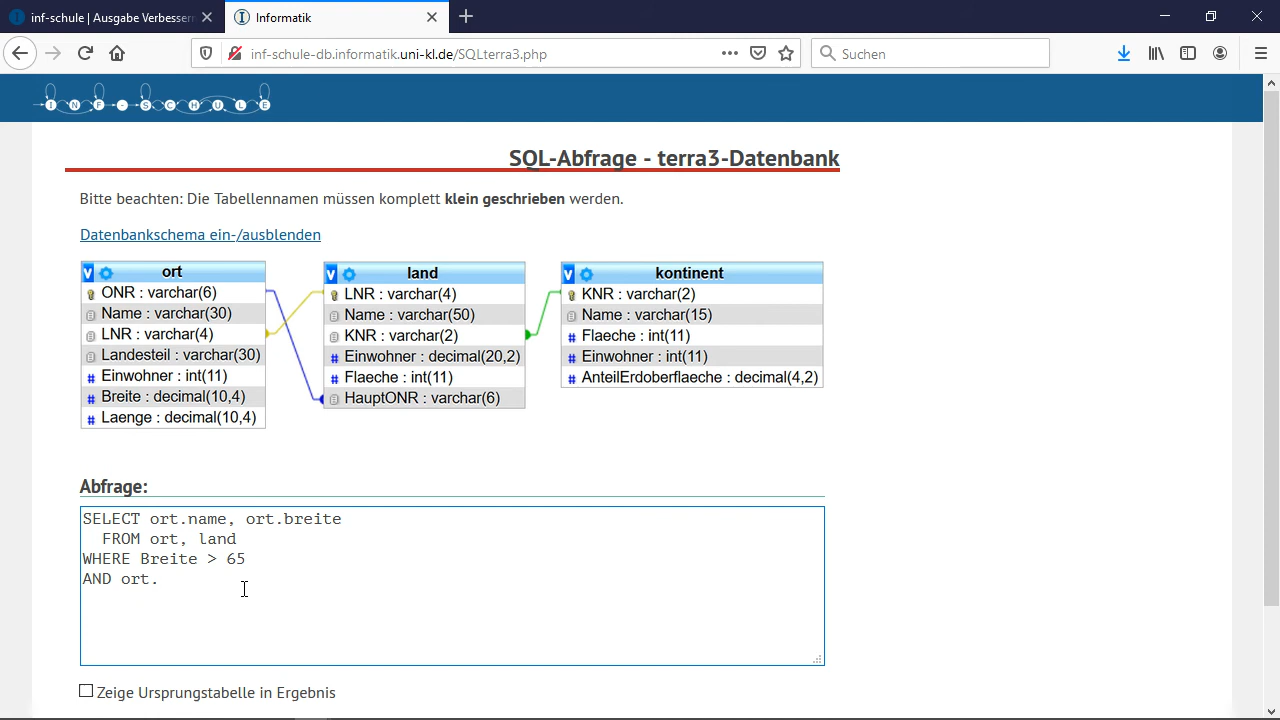 inf-schule | Ausgabe Verbessern
Informatik
inf-schule-db.informatik.uni-kl.de/SQLterra3.php
Suchen
INF-SCHULE
SQL-Abfrage - terra3-Datenbank
Bitte beachten: Die Tabellennamen müssen komplett klein geschrieben werden.
Datenbankschema ein-/ausblenden
v ort
ONR : varchar(6)
Name : varchar(30)
LNR : varchar(4)
Landesteil : varchar(30)
# Einwohner : int(11)
# Breite : decimal(10,4)
# Laenge : decimal(10,4)
v land
LNR : varchar(4)
Name : varchar(50)
KNR : varchar(2)
# Einwohner : decimal(20,2)
# Flaeche : int(11)
HauptONR : varchar(6)
v kontinent
KNR : varchar(2)
Name : varchar(15)
# Flaeche : int(11)
# Einwohner : int(11)
# AnteilErdoberflaeche : decimal(4,2)
Abfrage:
SELECT ort.name, ort.breite
FROM ort, land
WHERE Breite > 65
AND ort.
Zeige Ursprungstabelle in Ergebnis